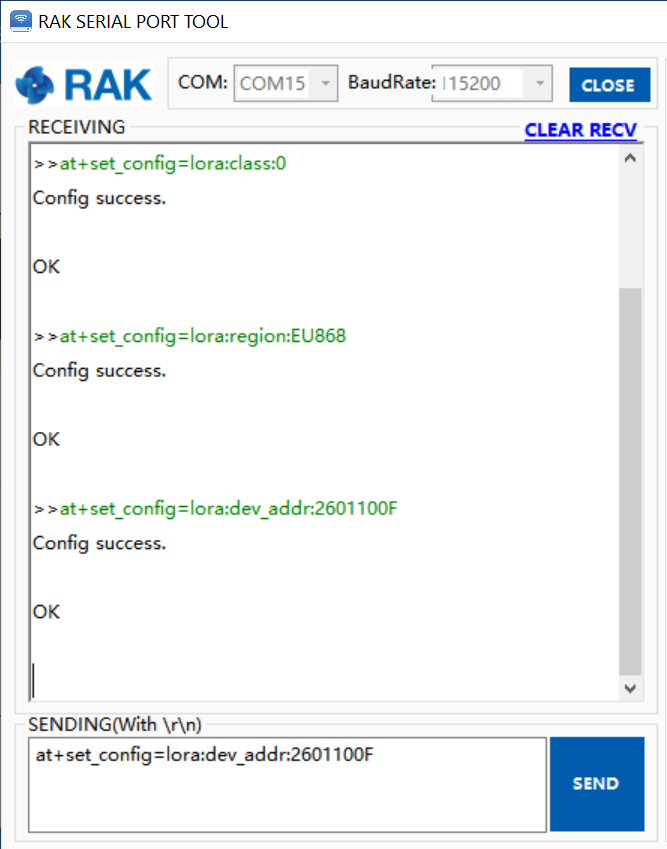 RAK SERIAL PORT TOOL
RAK COM: COM15 BaudRate: 115200 CLOSE
RECEIVING CLEAR RECV
>>at+set_config=lora:class:0
Config success.
OK
>>at+set_config=lora:region:EU868
Config success.
OK
>>at+set_config=lora:dev_addr:2601100F
Config success.
OK
SENDING(With \r\n)
at+set_config=lora:dev_addr:2601100F
SEND